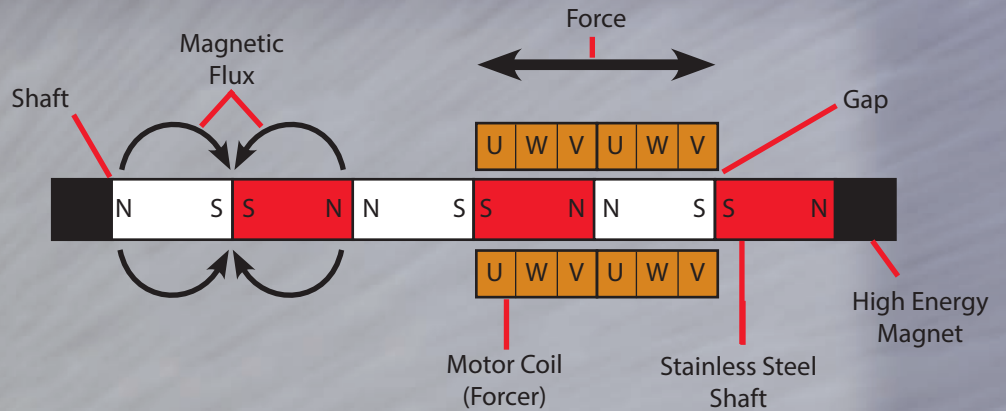 Force
Magnetic
Flux
Shaft
Gap
U W V U W V
N S S N N S S N N S S N
U W V U W V
High Energy
Magnet
Motor Coil
(Forcer)
Stainless Steel
Shaft